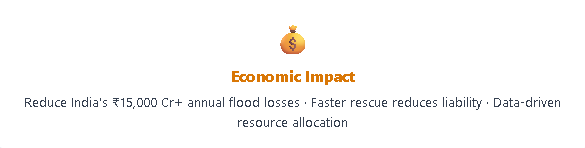 Economic Impact
Reduce India's ₹15,000 Cr+ annual flood losses · Faster rescue reduces liability · Data-driven
resource allocation